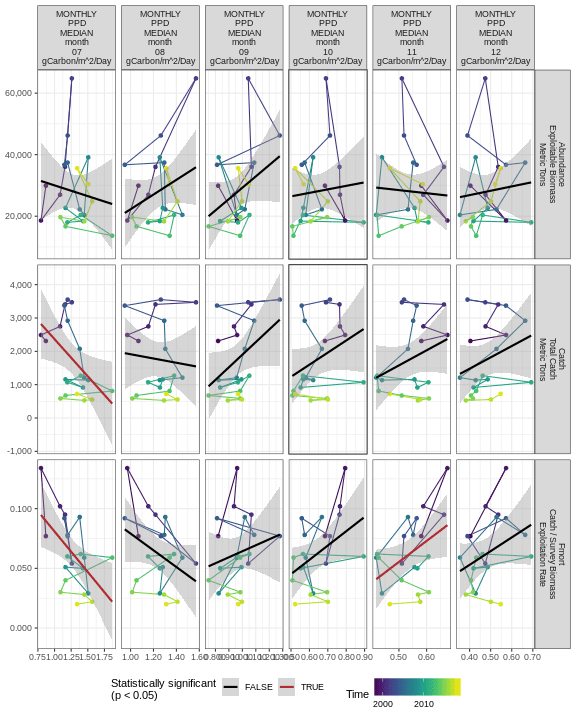 MONTHLY
PPD
MEDIAN
month
07
gCarbon/m^2/Day
MONTHLY
PPD
MEDIAN
month
08
gCarbon/m^2/Day
MONTHLY
PPD
MEDIAN
month
09
gCarbon/m^2/Day
MONTHLY
PPD
MEDIAN
month
10
gCarbon/m^2/Day
MONTHLY
PPD
MEDIAN
month
11
gCarbon/m^2/Day
MONTHLY
PPD
MEDIAN
month
12
gCarbon/m^2/Day
60,000
40,000
20,000
Abundance
Exploitable Biomass
Metric Tons
4,000
3,000
2,000
1,000
0
-1,000
Catch
Total Catch
Metric Tons
0.100
0.050
0.000
Fmort
Catch / Survey Biomass
Exploitation Rate
0.75 1.00 1.25 1.50 1.75
1.00 1.20 1.40 1.60
0.60 0.70 0.80 0.90
0.50 0.60
0.40 0.50 0.60 0.70
Statistically significant
(p < 0.05)
FALSE
TRUE
Time
2000 2010